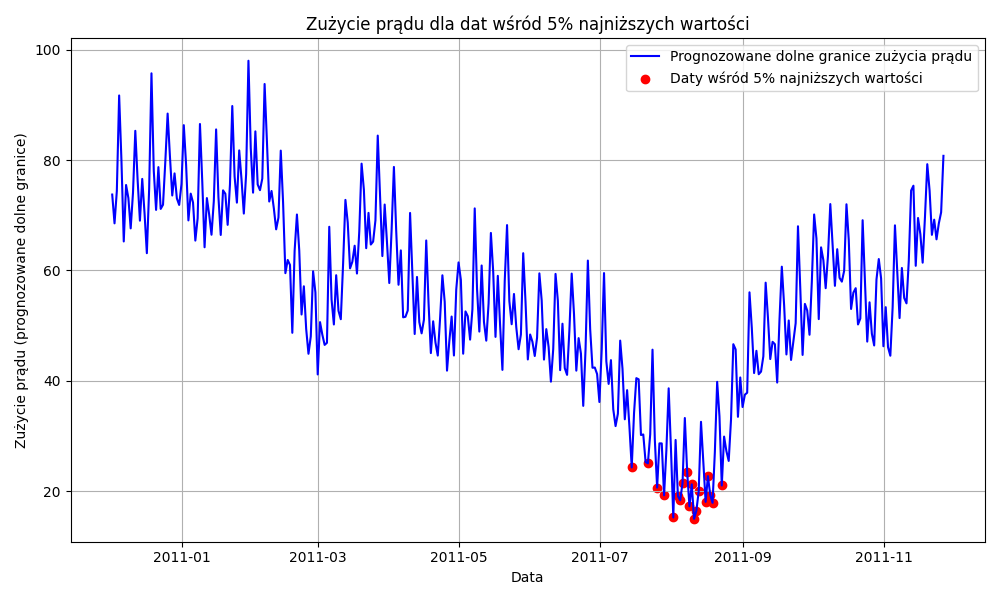 Zużycie prądu dla dat wśród 5% najniższych wartości
Prognozowane dolne granice zużycia prądu
Daty wśród 5% najniższych wartości
Zużycie prądu (prognozowane dolne granice)
100
80
60
40
20
2011-01
2011-03
2011-05
2011-07
2011-09
2011-11
Data